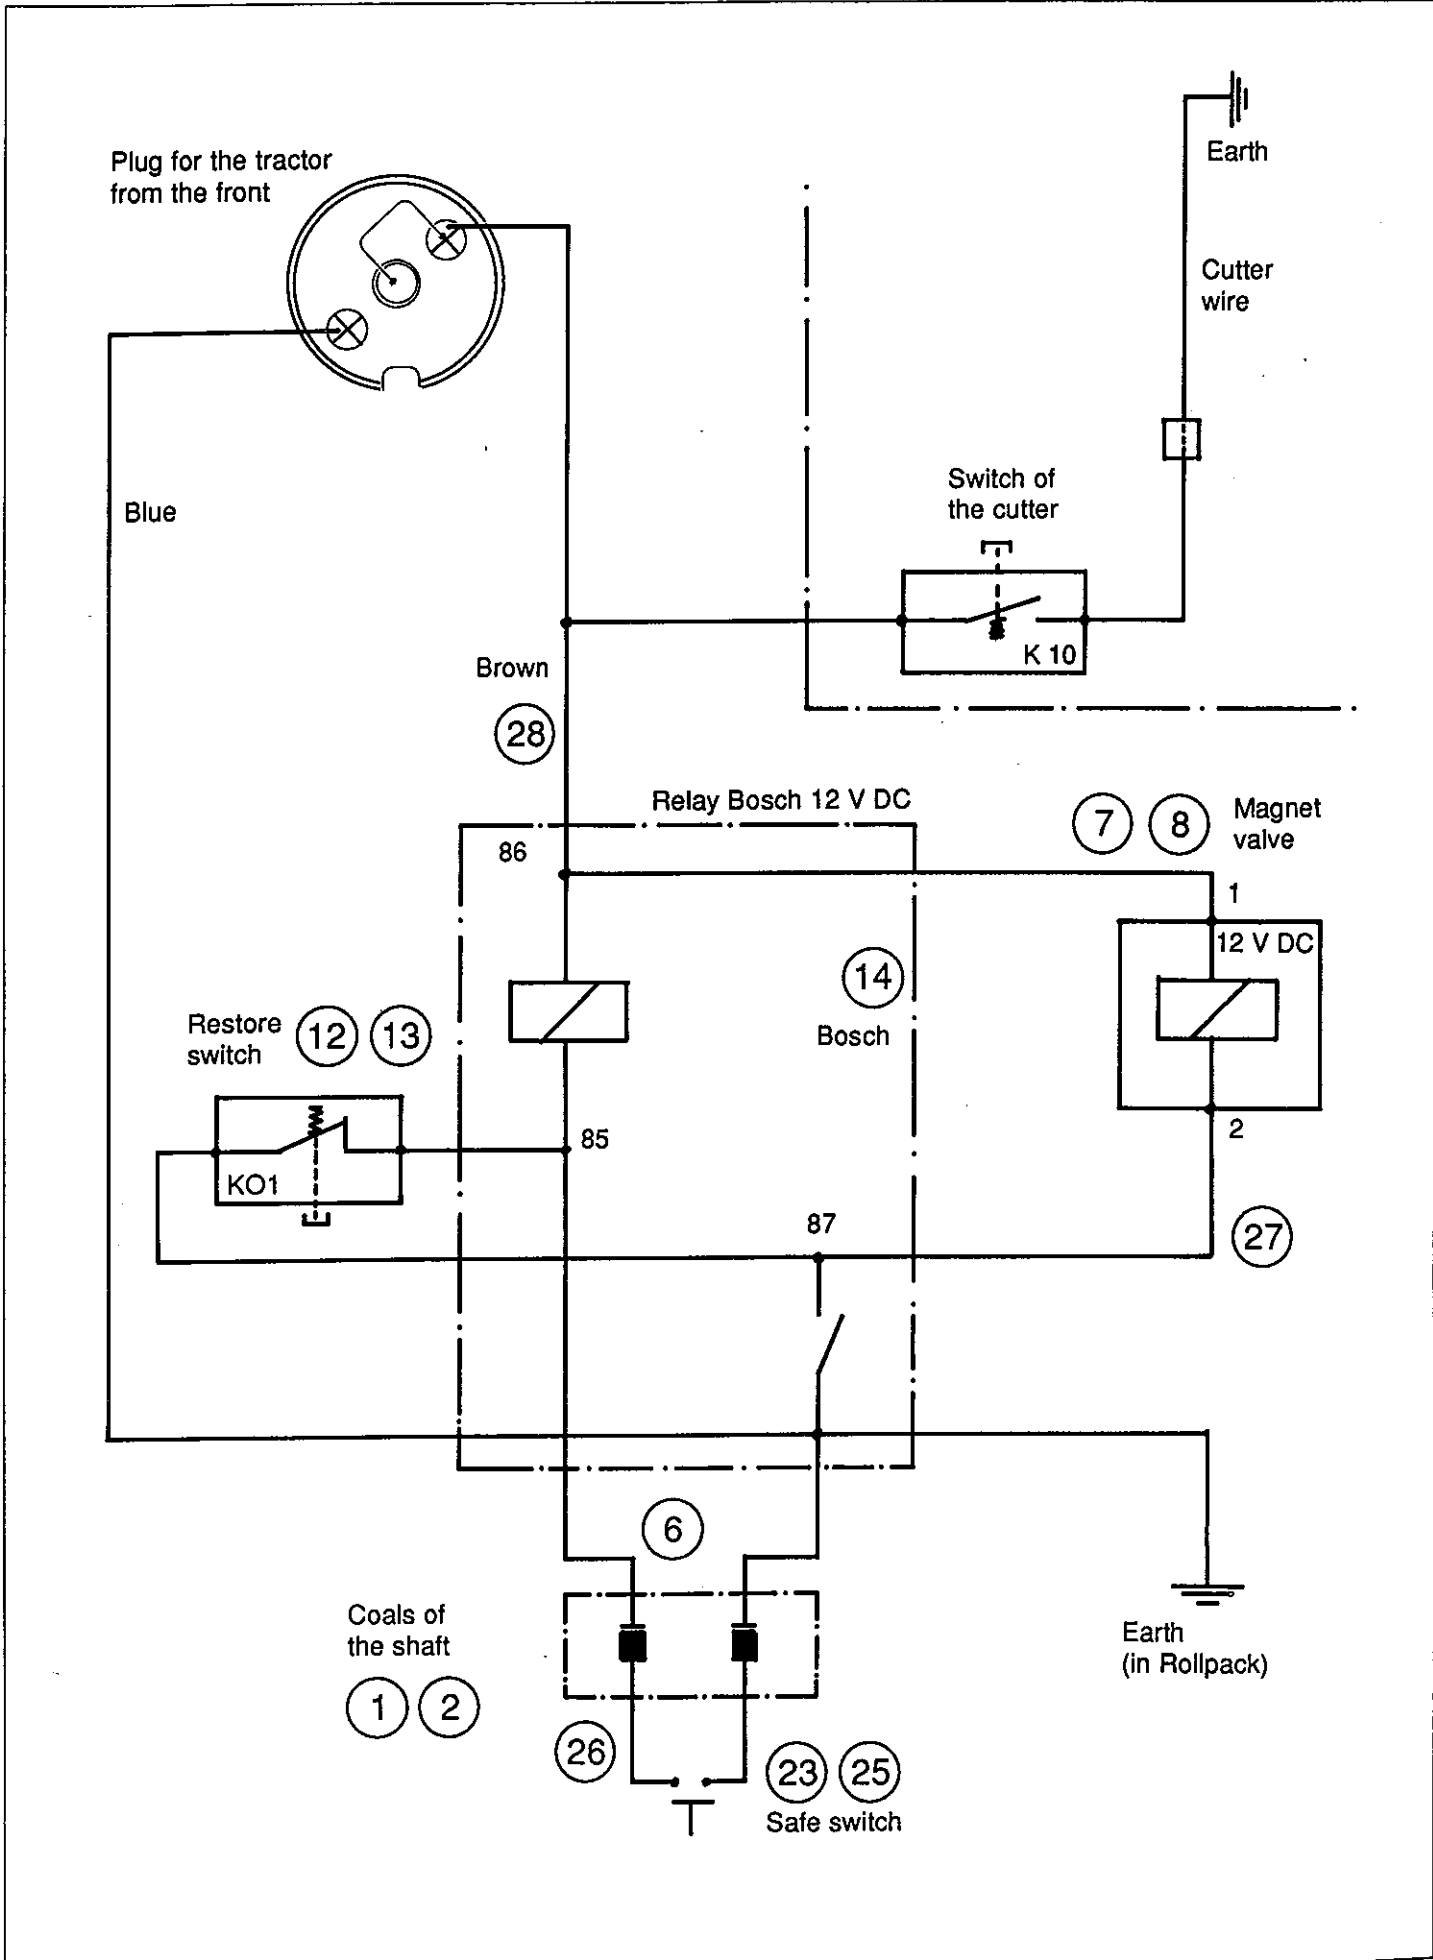 Earth
Plug for the tractor
from the front
Cutter
wire
Switch of
the cutter
Blue
K 10
Brown
28
Relay Bosch 12 V DC
7
8
Magnet
valve
86
1
12 V DC
14
Bosch
Restore
switch
12
13
85
2
KO1
87
27
6
Coals of
the shaft
1
2
Earth
(in Rollpack)
26
23
25
Safe switch